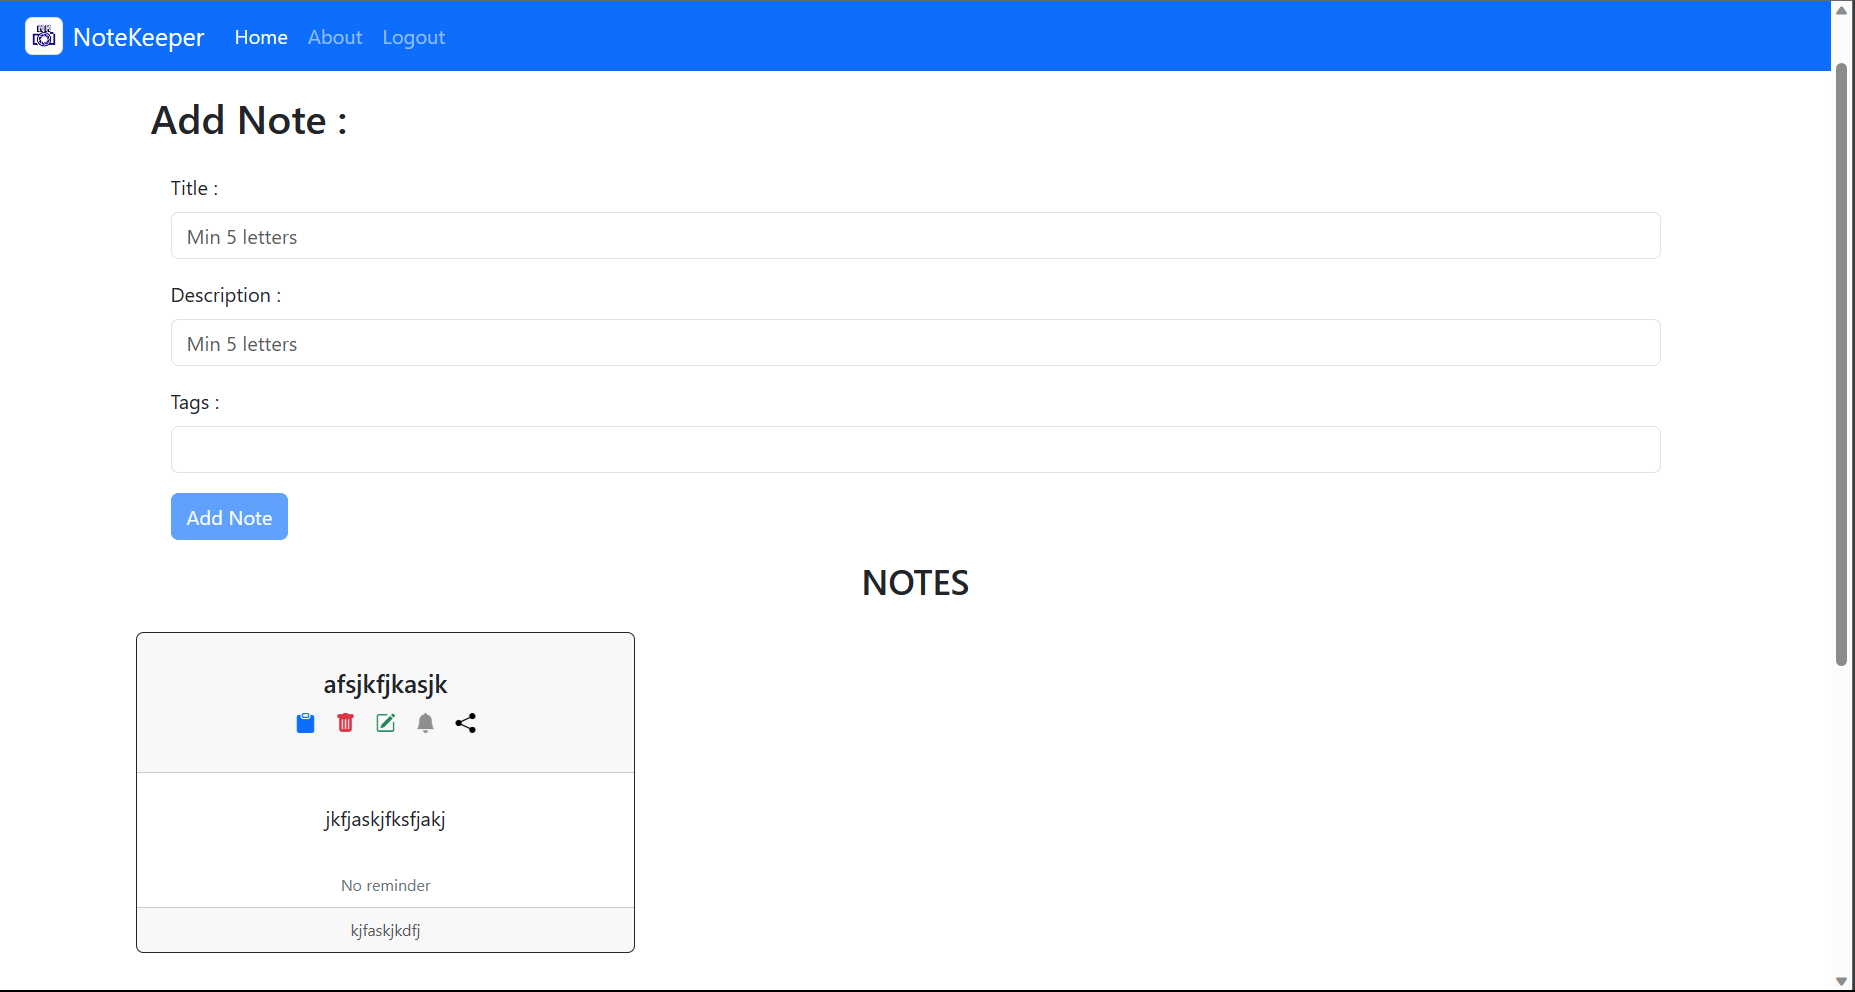 NoteKeeper Home About Logout
Add Note :
Title :
Min 5 letters
Description :
Min 5 letters
Tags :
Add Note
NOTES
afsjkfjkasjk
jkfjaskjfksfjakj
No reminder
kjfaskjkdfj